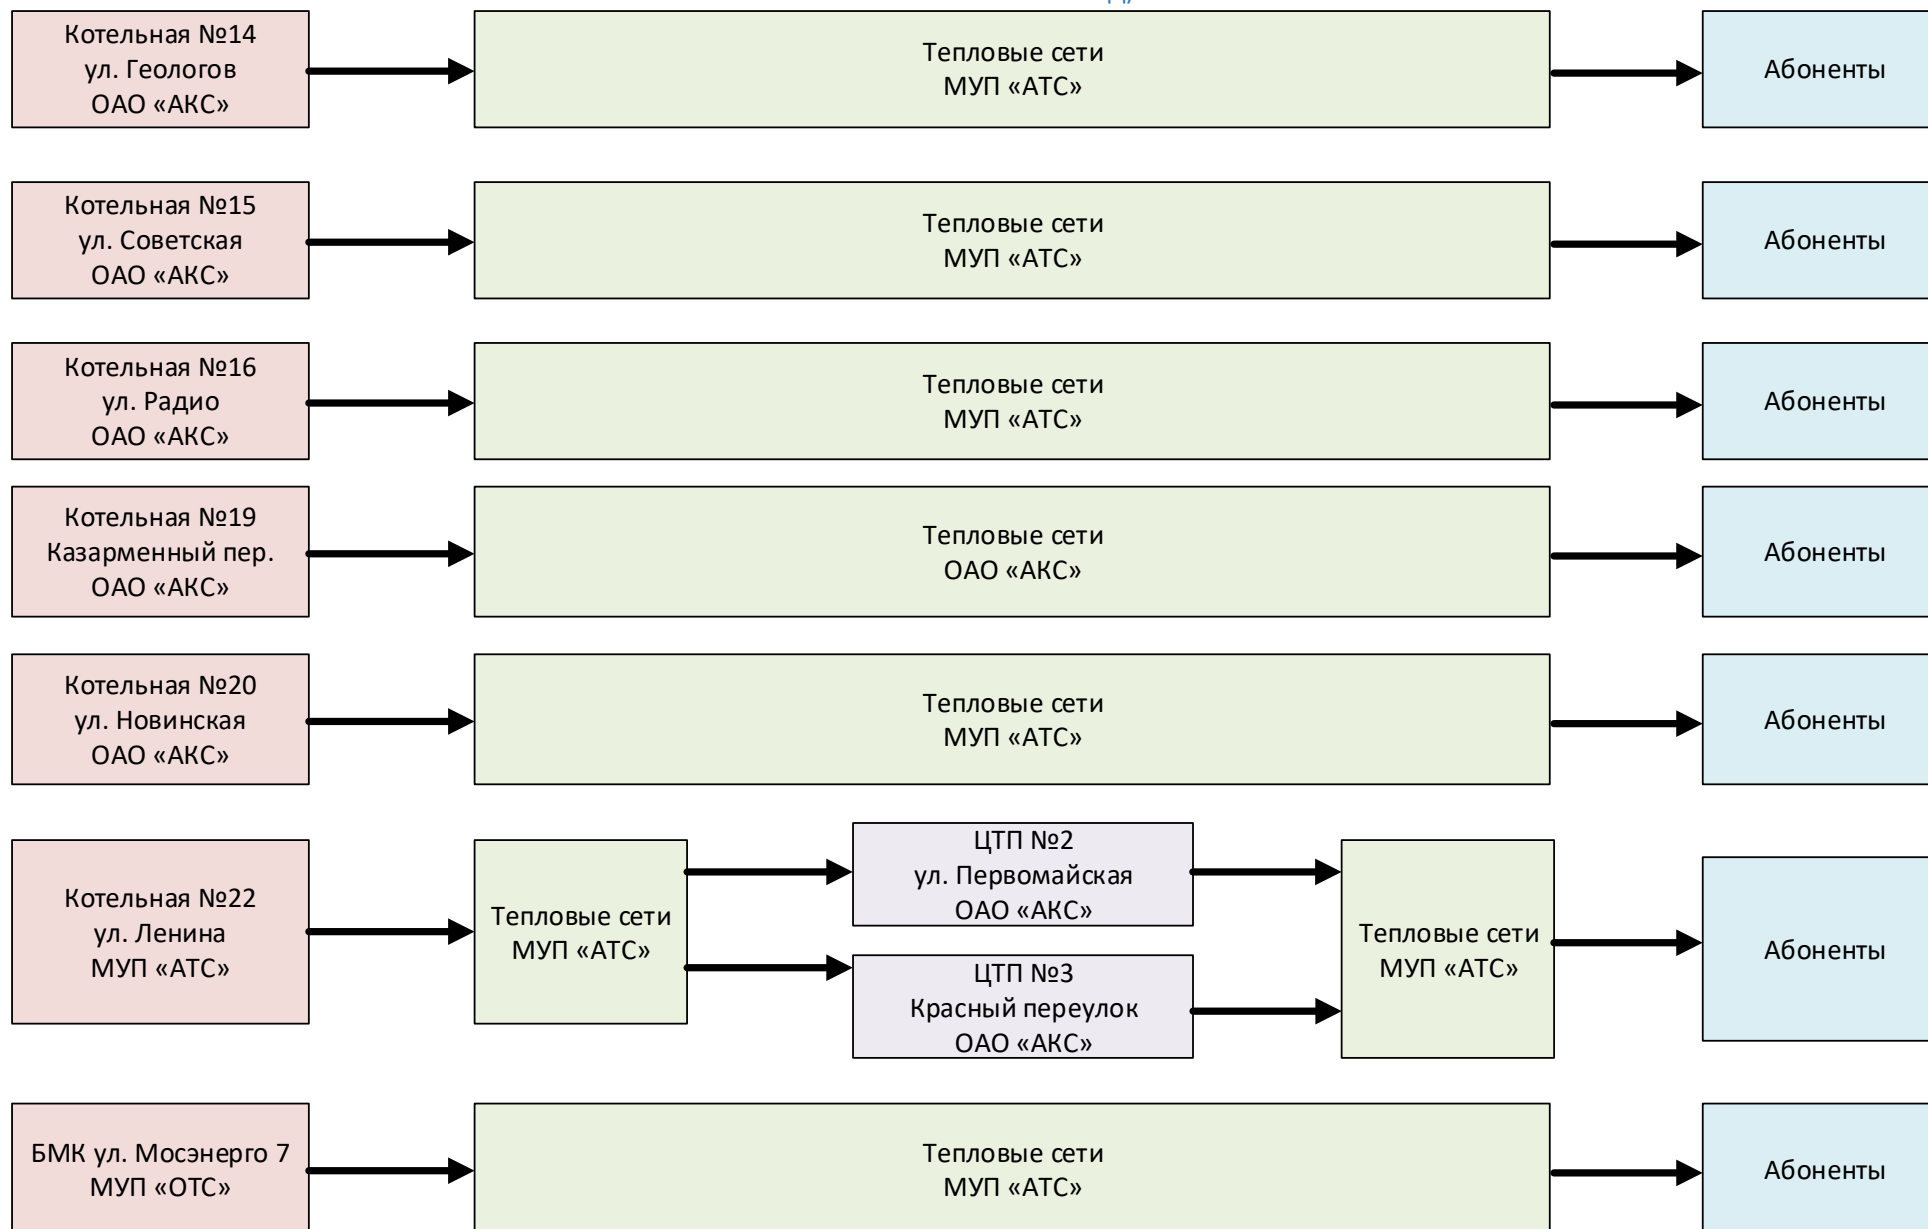 Котельная №14
ул. Геологов
ОАО «АКС»
Тепловые сети
МУП «АТС»
Абоненты
Котельная №15
ул. Советская
ОАО «АКС»
Тепловые сети
МУП «АТС»
Абоненты
Котельная №16
ул. Радио
ОАО «АКС»
Тепловые сети
МУП «АТС»
Абоненты
Котельная №19
Казарменный пер.
ОАО «АКС»
Тепловые сети
ОАО «АКС»
Абоненты
Котельная №20
ул. Новинская
ОАО «АКС»
Тепловые сети
МУП «АТС»
Абоненты
Котельная №22
ул. Ленина
МУП «АТС»
Тепловые сети
МУП «АТС»
ЦТП №2
ул. Первомайская
ОАО «АКС»
ЦТП №3
Красный переулок
ОАО «АКС»
Тепловые сети
МУП «АТС»
Абоненты
БМК ул. Мосэнерго 7
МУП «ОТС»
Тепловые сети
МУП «АТС»
Абоненты